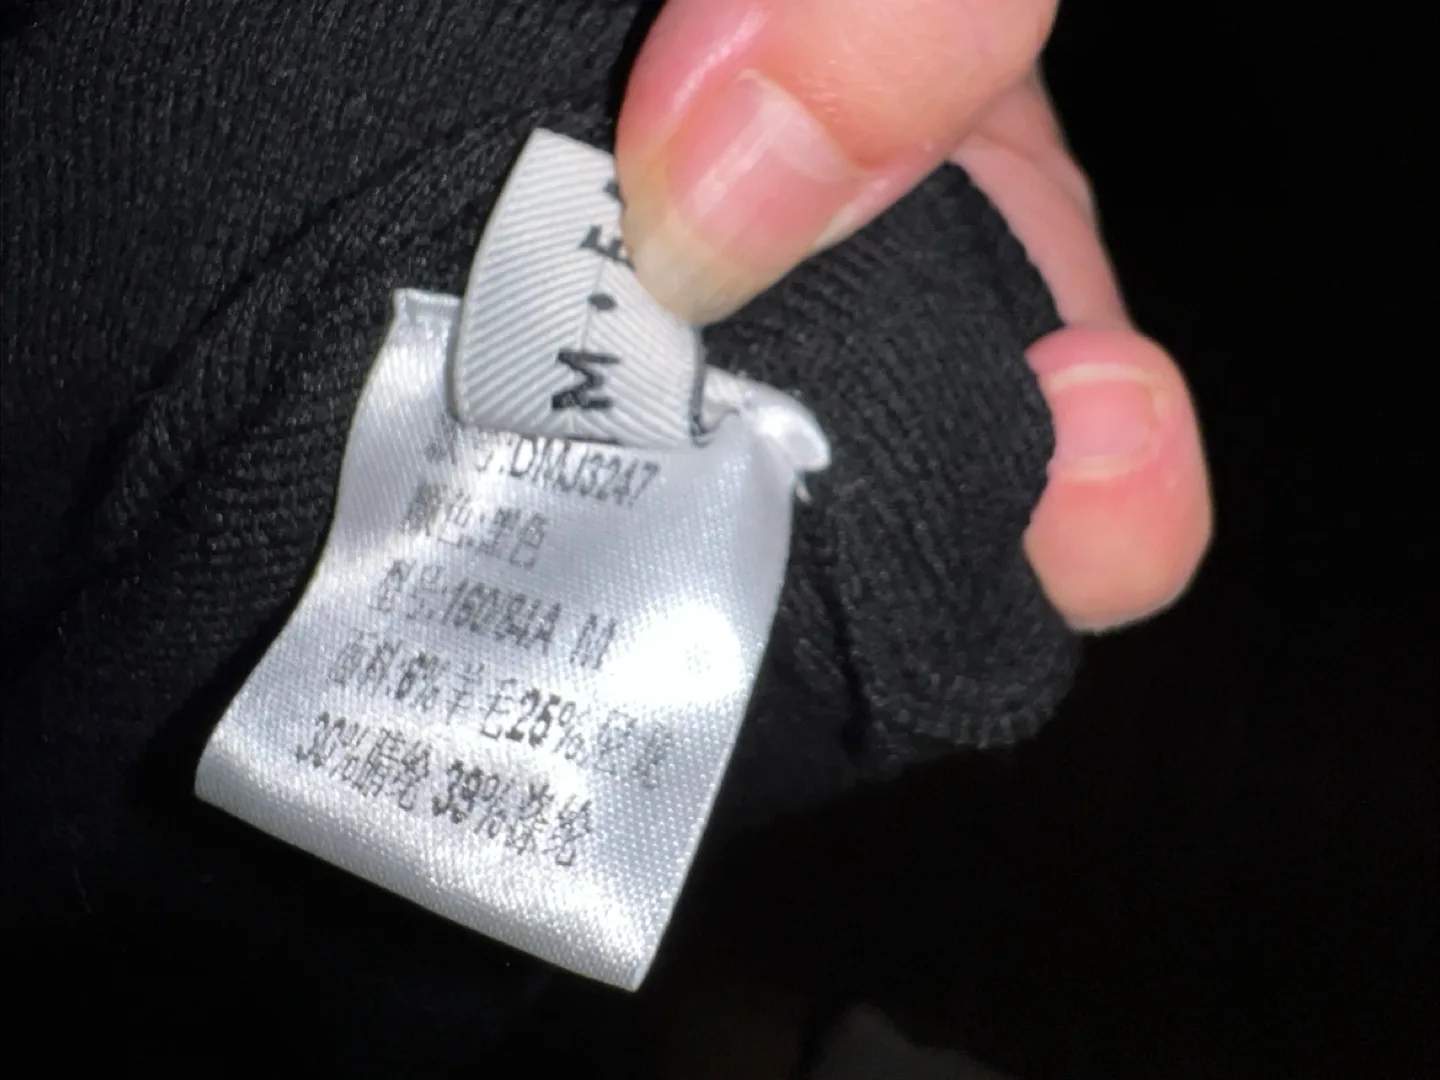 M·F
:DMJ3247
颜色:黑色
型号:160/84A M
面料:6%羊毛25%
30%腈纶 39%涤纶